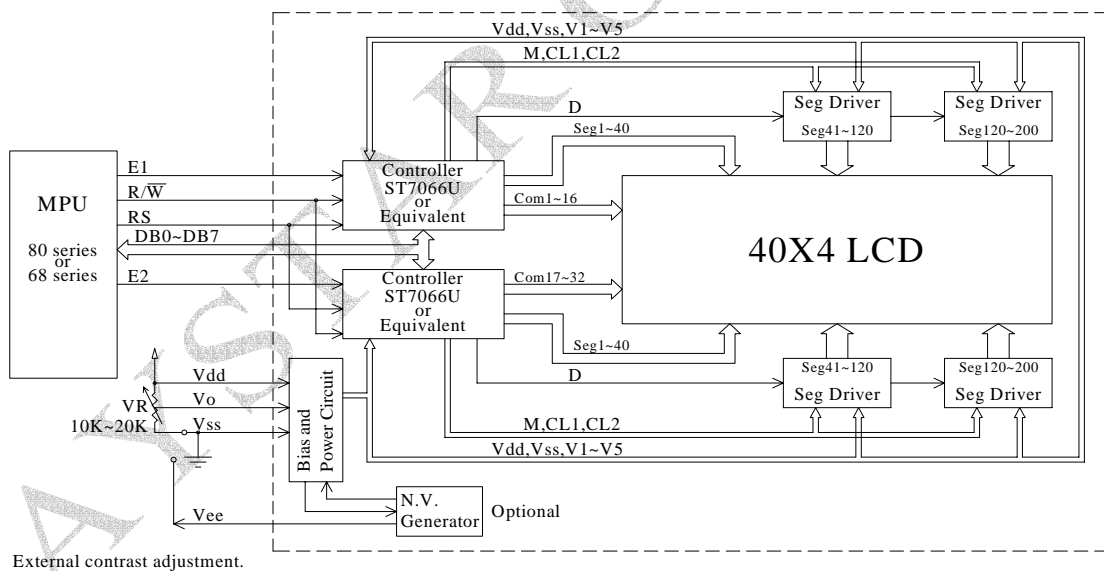 Vdd,Vss,V1~V5
M,CL1,CL2
D
Seg Driver
Seg41~120
Seg Driver
Seg120~200
Seg1~40
Com1~16
MPU
80 series
or
68 series
E1
R/W̅
RS
DB0~DB7
E2
Controller
ST7066U
or
Equivalent
Controller
ST7066U
or
Equivalent
40X4 LCD
Com17~32
Seg1~40
D
Seg41~120
Seg Driver
Seg120~200
Seg Driver
M,CL1,CL2
Vdd,Vss,V1~V5
Vdd
Vo
Vss
VR
10K~20K
Bias and
Power Circuit
N.V.
Generator
Optional
Vee
External contrast adjustment.